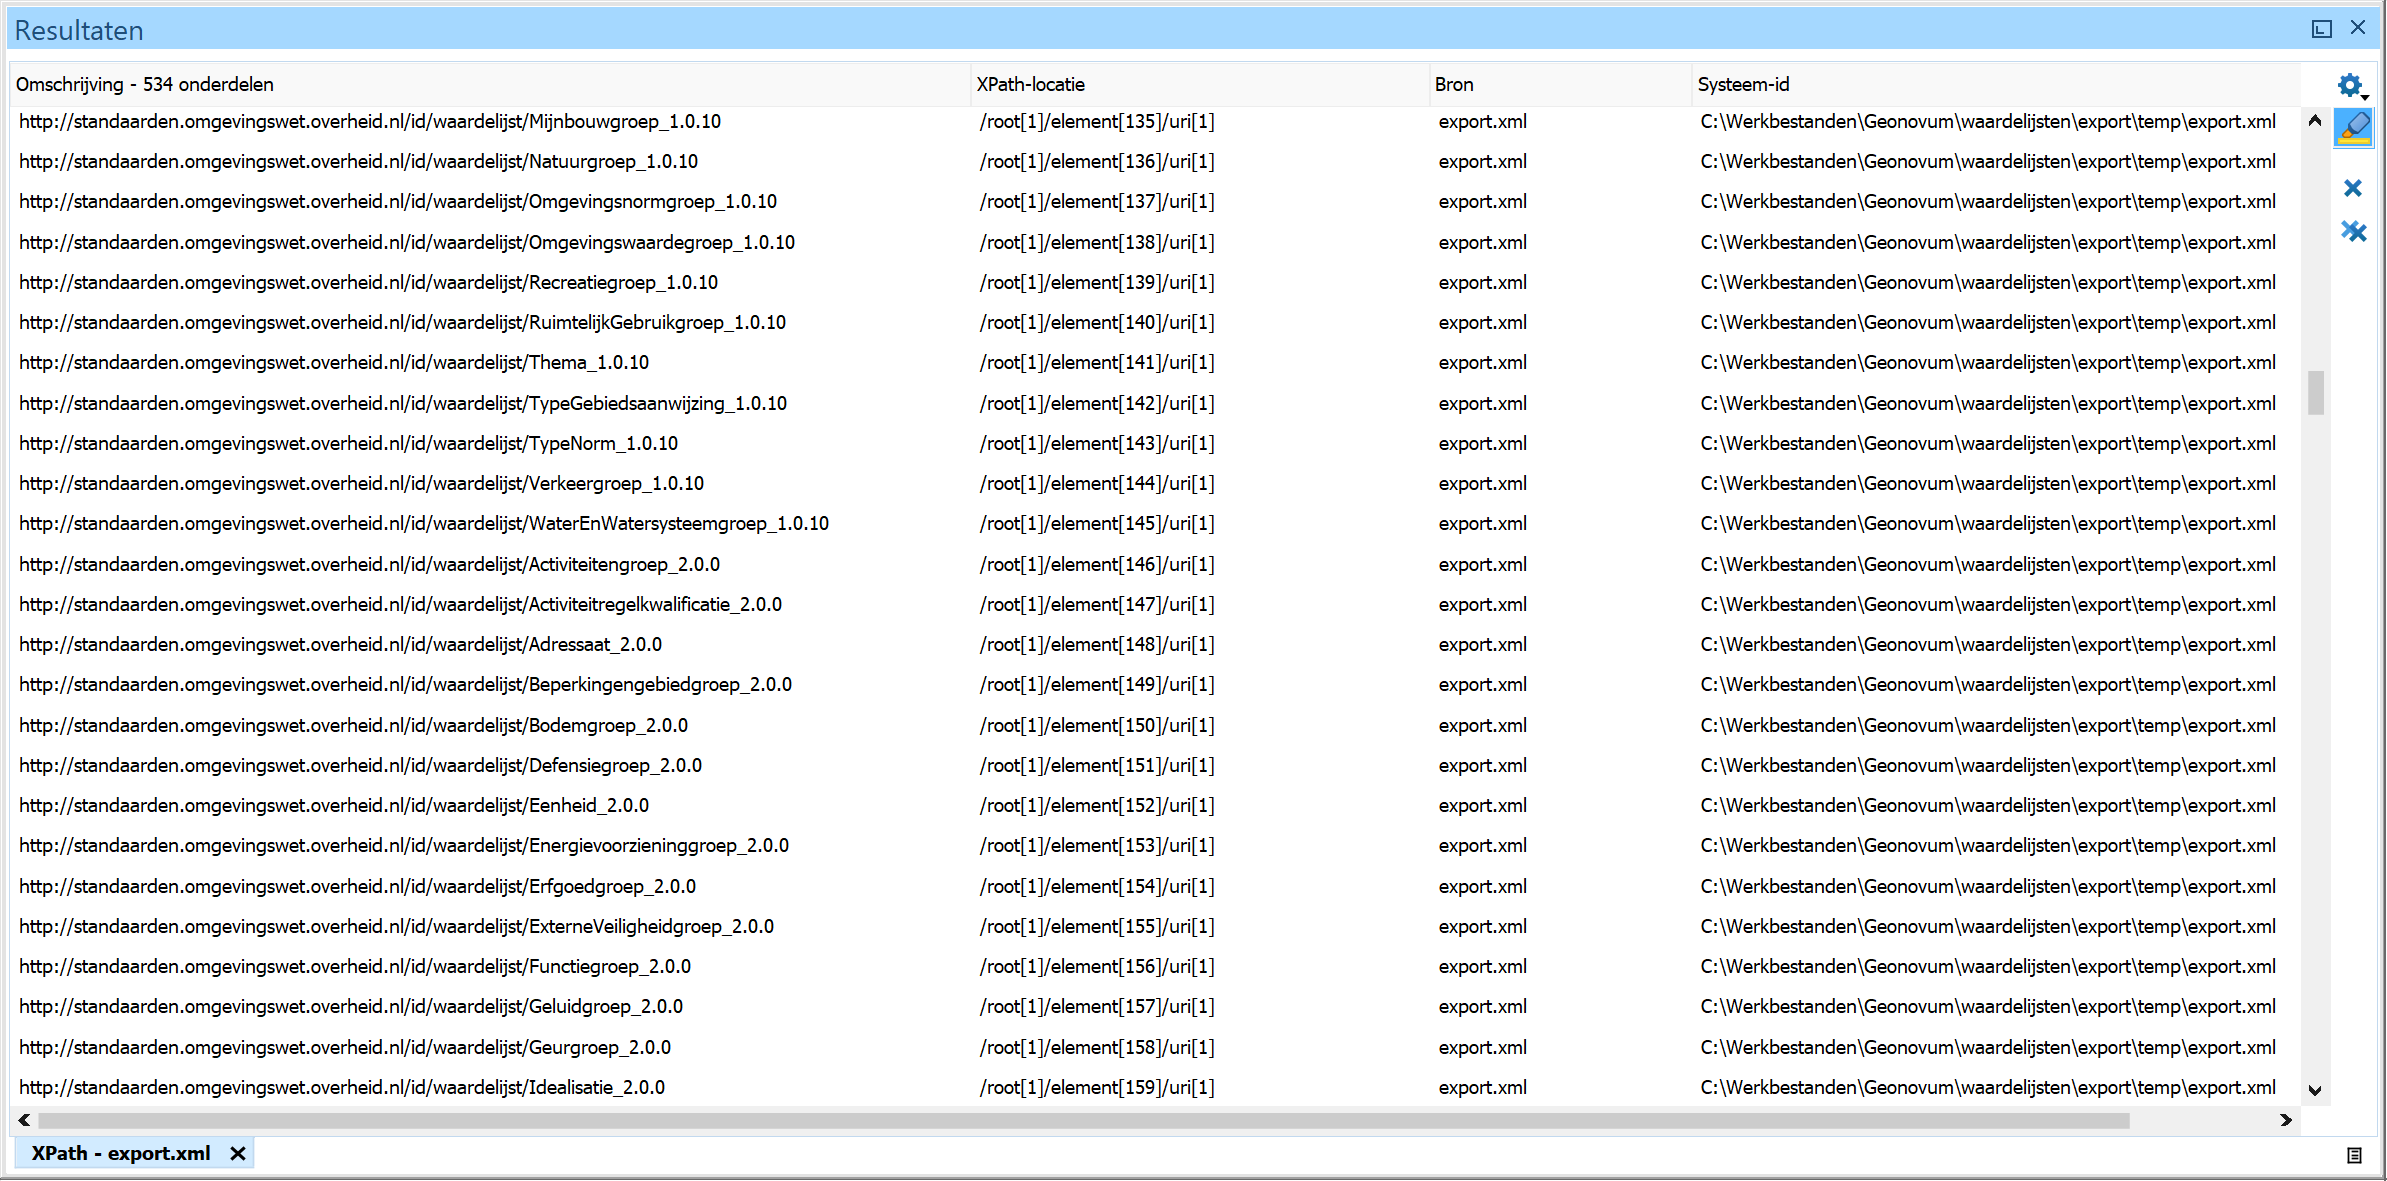 Resultaten
Omschrijving - 534 onderdelen XPath-locatie Bron Systeem-id
http://standaarden.omgevingswet.overheid.nl/id/waardelijst/Mijnbouwgroep_1.0.10 /root[1]/element[135]/uri[1] export.xml C:\Werkbestanden\Geonovum\waardelijsten\export\temp\export.xml
http://standaarden.omgevingswet.overheid.nl/id/waardelijst/Natuurgroep_1.0.10 /root[1]/element[136]/uri[1] export.xml C:\Werkbestanden\Geonovum\waardelijsten\export\temp\export.xml
http://standaarden.omgevingswet.overheid.nl/id/waardelijst/Omgevingsnormgroep_1.0.10 /root[1]/element[137]/uri[1] export.xml C:\Werkbestanden\Geonovum\waardelijsten\export\temp\export.xml
http://standaarden.omgevingswet.overheid.nl/id/waardelijst/Omgevingswaardegroep_1.0.10 /root[1]/element[138]/uri[1] export.xml C:\Werkbestanden\Geonovum\waardelijsten\export\temp\export.xml
http://standaarden.omgevingswet.overheid.nl/id/waardelijst/Recreatiegroep_1.0.10 /root[1]/element[139]/uri[1] export.xml C:\Werkbestanden\Geonovum\waardelijsten\export\temp\export.xml
http://standaarden.omgevingswet.overheid.nl/id/waardelijst/RuimtelijkGebruikgroep_1.0.10 /root[1]/element[140]/uri[1] export.xml C:\Werkbestanden\Geonovum\waardelijsten\export\temp\export.xml
http://standaarden.omgevingswet.overheid.nl/id/waardelijst/Thema_1.0.10 /root[1]/element[141]/uri[1] export.xml C:\Werkbestanden\Geonovum\waardelijsten\export\temp\export.xml
http://standaarden.omgevingswet.overheid.nl/id/waardelijst/TypeGebiedsaanwijzing_1.0.10 /root[1]/element[142]/uri[1] export.xml C:\Werkbestanden\Geonovum\waardelijsten\export\temp\export.xml
http://standaarden.omgevingswet.overheid.nl/id/waardelijst/TypeNorm_1.0.10 /root[1]/element[143]/uri[1] export.xml C:\Werkbestanden\Geonovum\waardelijsten\export\temp\export.xml
http://standaarden.omgevingswet.overheid.nl/id/waardelijst/Verkeergroep_1.0.10 /root[1]/element[144]/uri[1] export.xml C:\Werkbestanden\Geonovum\waardelijsten\export\temp\export.xml
http://standaarden.omgevingswet.overheid.nl/id/waardelijst/WaterEnWatersysteemgroep_1.0.10 /root[1]/element[145]/uri[1] export.xml C:\Werkbestanden\Geonovum\waardelijsten\export\temp\export.xml
http://standaarden.omgevingswet.overheid.nl/id/waardelijst/Activiteitengroep_2.0.0 /root[1]/element[146]/uri[1] export.xml C:\Werkbestanden\Geonovum\waardelijsten\export\temp\export.xml
http://standaarden.omgevingswet.overheid.nl/id/waardelijst/Activiteitregelkwalificatie_2.0.0 /root[1]/element[147]/uri[1] export.xml C:\Werkbestanden\Geonovum\waardelijsten\export\temp\export.xml
http://standaarden.omgevingswet.overheid.nl/id/waardelijst/Adressaat_2.0.0 /root[1]/element[148]/uri[1] export.xml C:\Werkbestanden\Geonovum\waardelijsten\export\temp\export.xml
http://standaarden.omgevingswet.overheid.nl/id/waardelijst/Beperkingengebiedgroep_2.0.0 /root[1]/element[149]/uri[1] export.xml C:\Werkbestanden\Geonovum\waardelijsten\export\temp\export.xml
http://standaarden.omgevingswet.overheid.nl/id/waardelijst/Bodemgroep_2.0.0 /root[1]/element[150]/uri[1] export.xml C:\Werkbestanden\Geonovum\waardelijsten\export\temp\export.xml
http://standaarden.omgevingswet.overheid.nl/id/waardelijst/Defensiegroep_2.0.0 /root[1]/element[151]/uri[1] export.xml C:\Werkbestanden\Geonovum\waardelijsten\export\temp\export.xml
http://standaarden.omgevingswet.overheid.nl/id/waardelijst/Eenheid_2.0.0 /root[1]/element[152]/uri[1] export.xml C:\Werkbestanden\Geonovum\waardelijsten\export\temp\export.xml
http://standaarden.omgevingswet.overheid.nl/id/waardelijst/Energievoorzieninggroep_2.0.0 /root[1]/element[153]/uri[1] export.xml C:\Werkbestanden\Geonovum\waardelijsten\export\temp\export.xml
http://standaarden.omgevingswet.overheid.nl/id/waardelijst/Erfgoedgroep_2.0.0 /root[1]/element[154]/uri[1] export.xml C:\Werkbestanden\Geonovum\waardelijsten\export\temp\export.xml
http://standaarden.omgevingswet.overheid.nl/id/waardelijst/ExterneVeiligheidgroep_2.0.0 /root[1]/element[155]/uri[1] export.xml C:\Werkbestanden\Geonovum\waardelijsten\export\temp\export.xml
http://standaarden.omgevingswet.overheid.nl/id/waardelijst/Functiegroep_2.0.0 /root[1]/element[156]/uri[1] export.xml C:\Werkbestanden\Geonovum\waardelijsten\export\temp\export.xml
http://standaarden.omgevingswet.overheid.nl/id/waardelijst/Geluidgroep_2.0.0 /root[1]/element[157]/uri[1] export.xml C:\Werkbestanden\Geonovum\waardelijsten\export\temp\export.xml
http://standaarden.omgevingswet.overheid.nl/id/waardelijst/Geurgroep_2.0.0 /root[1]/element[158]/uri[1] export.xml C:\Werkbestanden\Geonovum\waardelijsten\export\temp\export.xml
http://standaarden.omgevingswet.overheid.nl/id/waardelijst/Idealisatie_2.0.0 /root[1]/element[159]/uri[1] export.xml C:\Werkbestanden\Geonovum\waardelijsten\export\temp\export.xml
XPath - export.xml